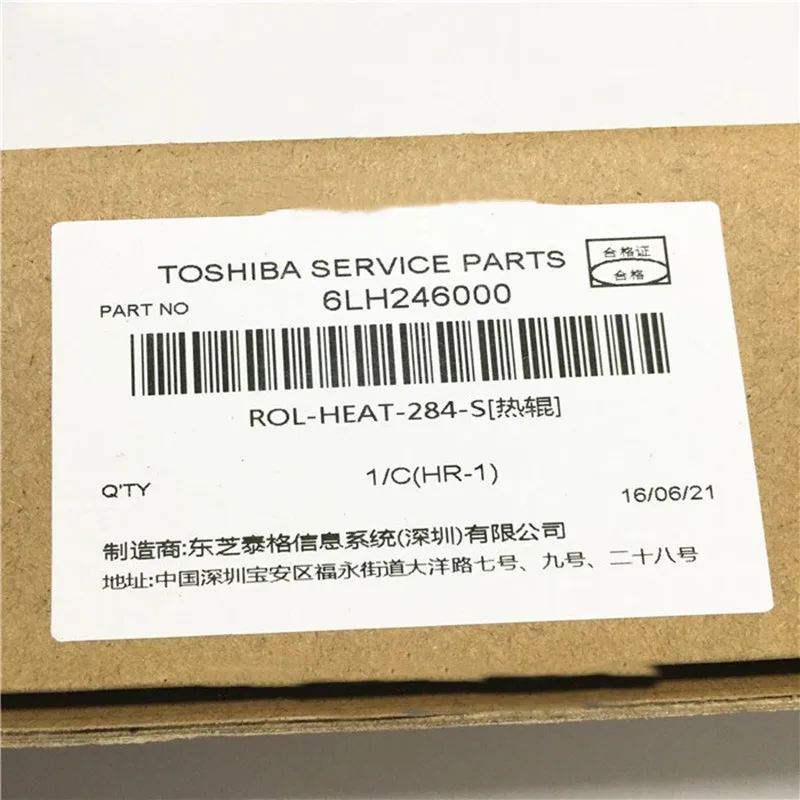 TOSHIBA SERVICE PARTS
合格证
合格
PART NO 6LH246000
ROL-HEAT-284-S[热辊]
Q'TY 1/C(HR-1) 16/06/21
制造商:东芝泰格信息系统(深圳)有限公司
地址:中国深圳宝安区福永街道大洋路七号、九号、二十八号